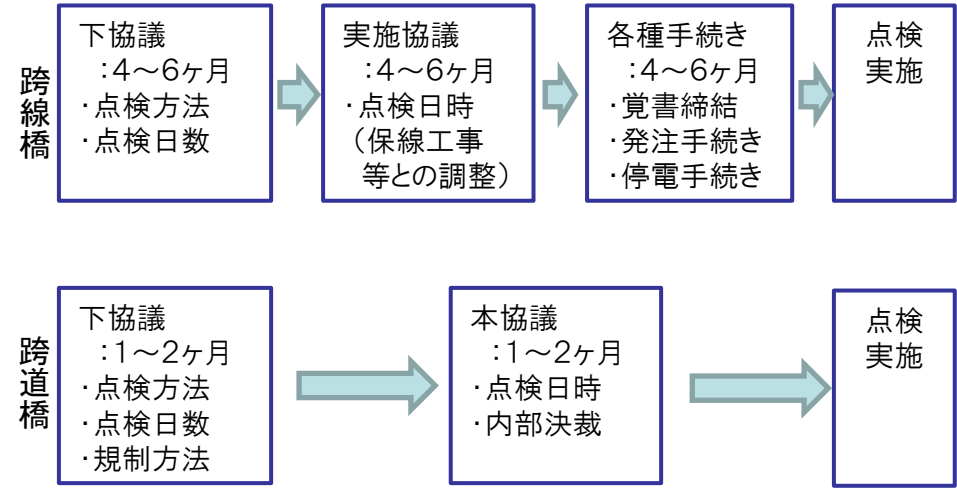 跨線橋
下協議
:4～6ヶ月
・点検方法
・点検日数
実施協議
:4～6ヶ月
・点検日時
（保線工事
等との調整）
各種手続き
:4～6ヶ月
・覚書締結
・発注手続き
・停電手続き
点検
実施
跨道橋
下協議
:1～2ヶ月
・点検方法
・点検日数
・規制方法
本協議
:1～2ヶ月
・点検日時
・内部決裁
点検
実施